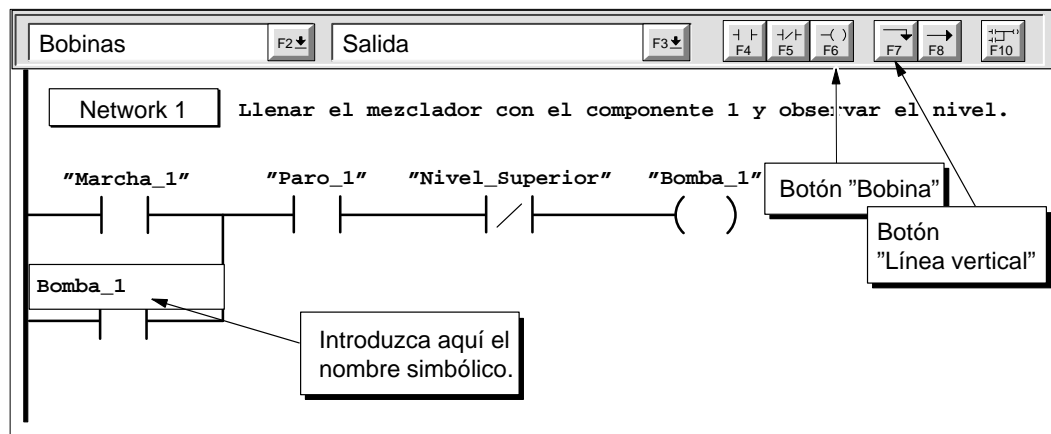 Bobinas F2 Salida F3 F4 F5 F6 F7 F8 F10
Network 1 Llenar el mezclador con el componente 1 y observar el nivel.
"Marcha_1" "Paro_1" "Nivel_Superior" "Bomba_1"
Botón "Bobina"
Botón
"Línea vertical"
Bomba_1
Introduzca aquí el
nombre simbólico.